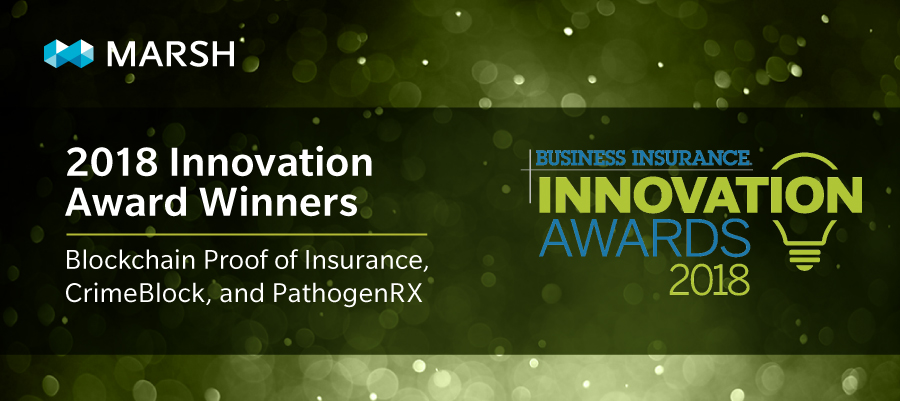 MARSH
2018 Innovation
Award Winners
Blockchain Proof of Insurance,
CrimeBlock, and PathogenRX
BUSINESS INSURANCE.
INNOVATION
AWARDS
2018